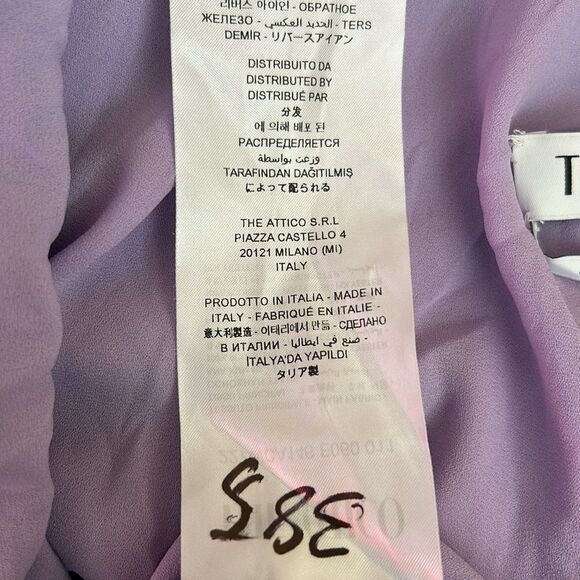 리버스 아이언 - ОБРАТНОЕ
ЖЕЛЕЗО - الحديد العكسي - TERS
DEMİR - リバースアイアン
DISTRIBUITO DA
DISTRIBUTED BY
DISTRIBUÉ PAR
分发
에 의해 배포 된
РАСПРЕДЕЛЯЕТСЯ
وزعت بواسطة
TARAFINDAN DAĞITILMIŞ
によって配られる
THE ATTICO S.R.L
PIAZZA CASTELLO 4
20121 MILANO (MI)
ITALY
PRODOTTO IN ITALIA - MADE IN
ITALY - FABRIQUÉ EN ITALIE -
意大利製造 - 이태리에서 만듬 - СДЕЛАНО
В ИТАЛИИ - صنع في ايطاليا -
İTALYA'DA YAPILDI
タリア製
385
T